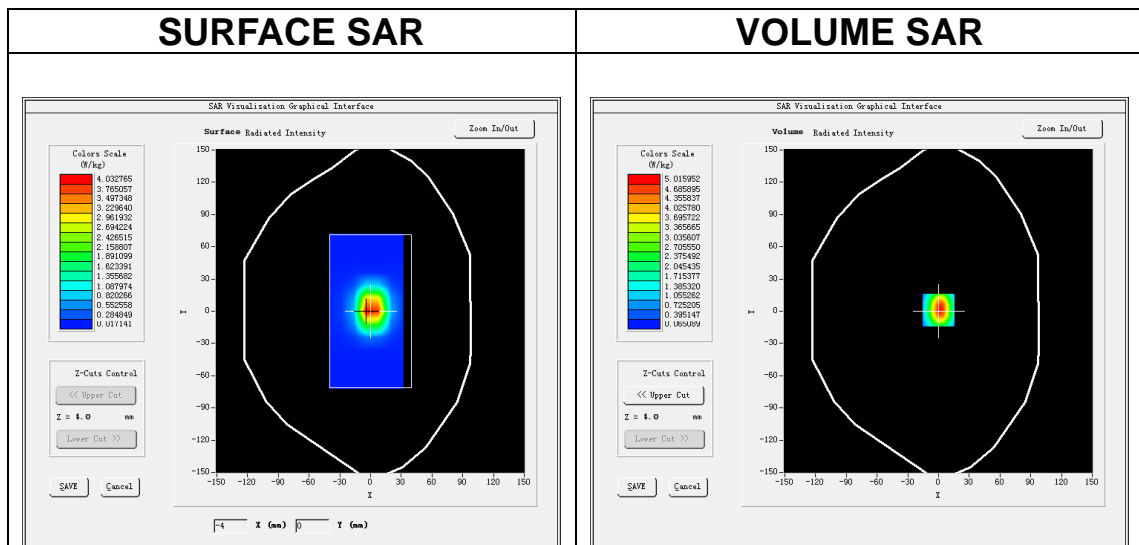 SURFACE SAR
VOLUME SAR
SAR Visualisation Graphical Interface
Surface Radiated Intensity
Zoom In/Out
Colors Scale
(W/kg)
4.032765
3.765057
3.497348
3.229640
2.961932
2.694224
2.426515
2.158807
1.891099
1.623391
1.355682
1.087974
0.820266
0.552558
0.284849
0.017141
Z-Cuts Control
<< Upper Cut
Z = 4.0 mm
Lower Cut >>
SAVE Cancel
150
120
90
60
30
0
-30
-60
-90
-120
-150
Y
-150 -120 -90 -60 -30 0 30 60 90 120 150
X
-4 X (mm) 0 Y (mm)
SAR Visualisation Graphical Interface
Volume Radiated Intensity
Zoom In/Out
Colors Scale
(W/kg)
5.015952
4.685895
4.355837
4.025780
3.695722
3.365665
3.035607
2.705550
2.375492
2.045435
1.715377
1.385320
1.055262
0.725205
0.395147
0.065089
Z-Cuts Control
<< Upper Cut
Z = 4.0 mm
Lower Cut >>
SAVE Cancel
150
120
90
60
30
0
-30
-60
-90
-120
-150
Y
-150 -120 -90 -60 -30 0 30 60 90 120 150
X